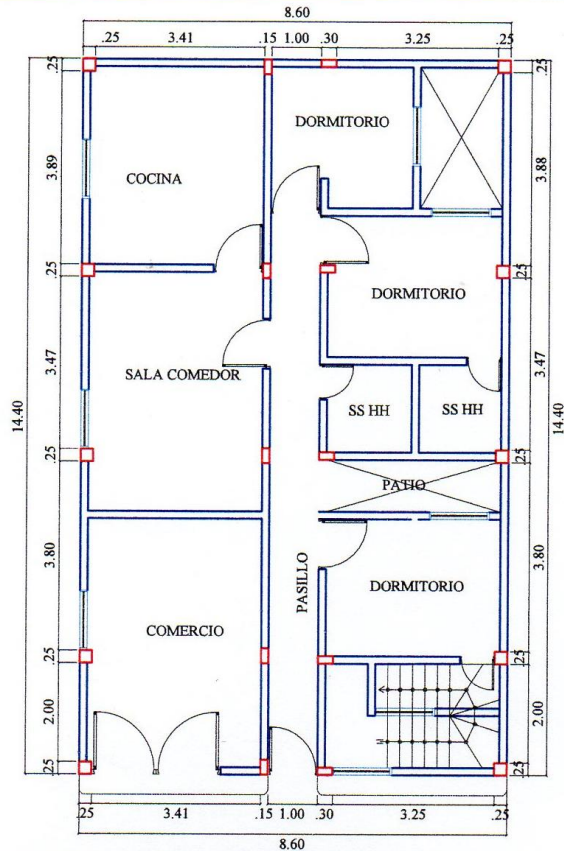 8.60
.25 3.41 .15 1.00 .30 3.25 .25
.25
.25
DORMITORIO
3.89
3.88
COCINA
.25
.25
DORMITORIO
3.47
3.47
SALA COMEDOR
14.40
14.40
SS HH
SS HH
.25
.25
PATIO
3.80
3.80
PASILLO
DORMITORIO
COMERCIO
.25
.25
2.00
2.00
.25
.25
.25 3.41 .15 1.00 .30 3.25 .25
8.60